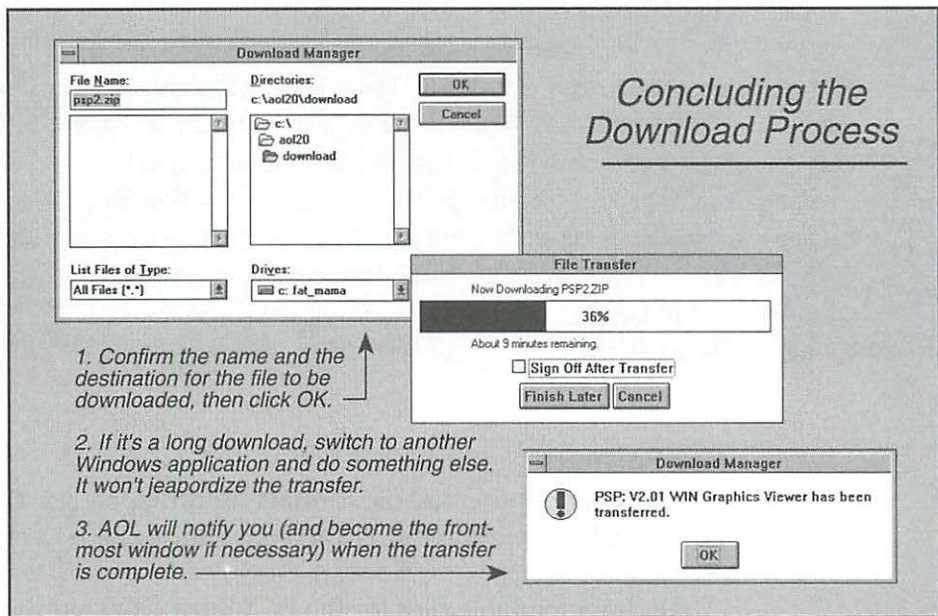 Download Manager
File Name:
psp2.zip
Directories:
c:\aol20\download
OK
Cancel
c:\
aol20
download
List Files of Type:
All Files (*.*)
Drives:
c: fat_mama
Concluding the
Download Process
File Transfer
Now Downloading PSP2.ZIP
36%
About 9 minutes remaining.
Sign Off After Transfer
Finish Later
Cancel
1. Confirm the name and the
destination for the file to be
downloaded, then click OK.
2. If it's a long download, switch to another
Windows application and do something else.
It won't jeapordize the transfer.
3. AOL will notify you (and become the front-
most window if necessary) when the transfer
is complete.
Download Manager
PSP: V2.01 WIN Graphics Viewer has been
transferred.
OK